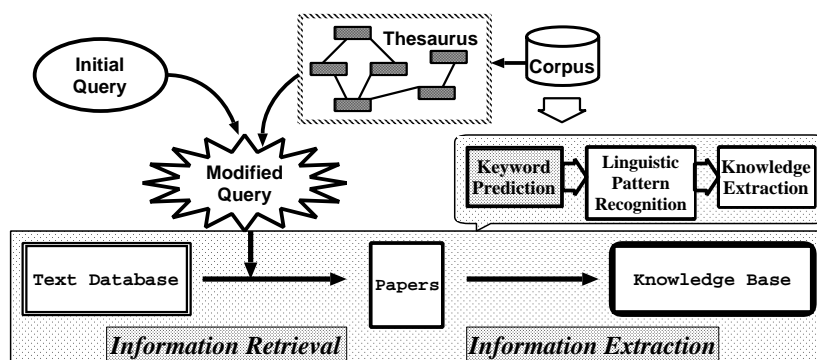 Thesaurus
Initial
Query
Corpus
Modified
Query
Keyword
Prediction
Linguistic
Pattern
Recognition
Knowledge
Extraction
Text Database
Papers
Knowledge Base
Information Retrieval
Information Extraction